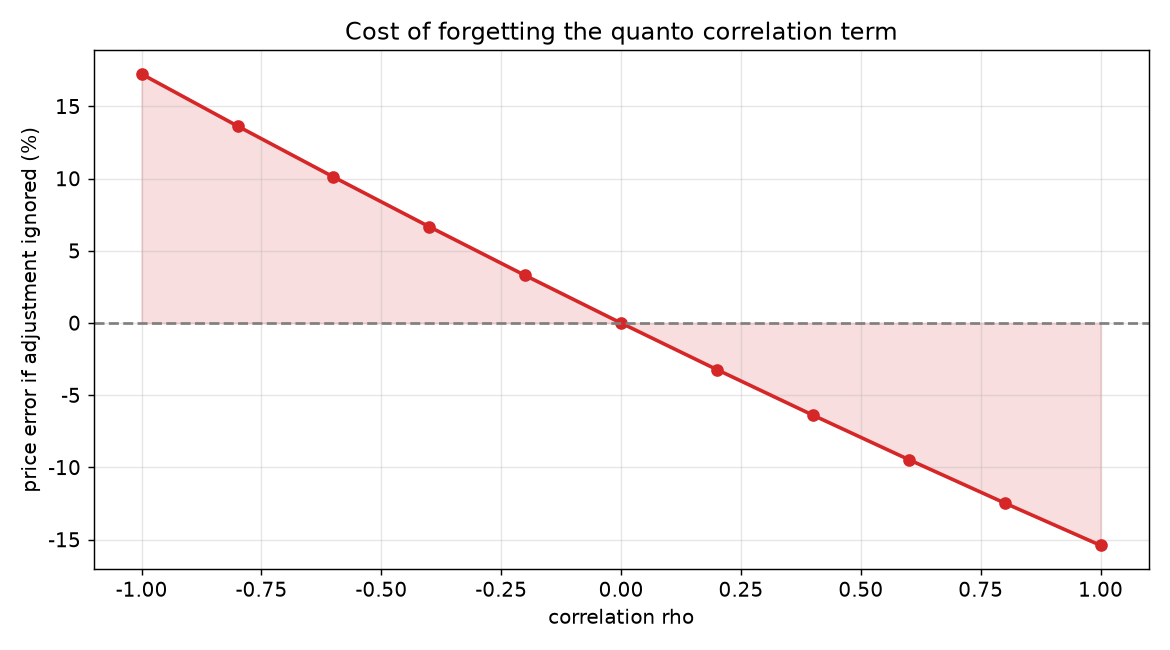 Cost of forgetting the quanto correlation term
price error if adjustment ignored (%)
15
10
5
0
-5
-10
-15
-1.00 -0.75 -0.50 -0.25 0.00 0.25 0.50 0.75 1.00
correlation rho